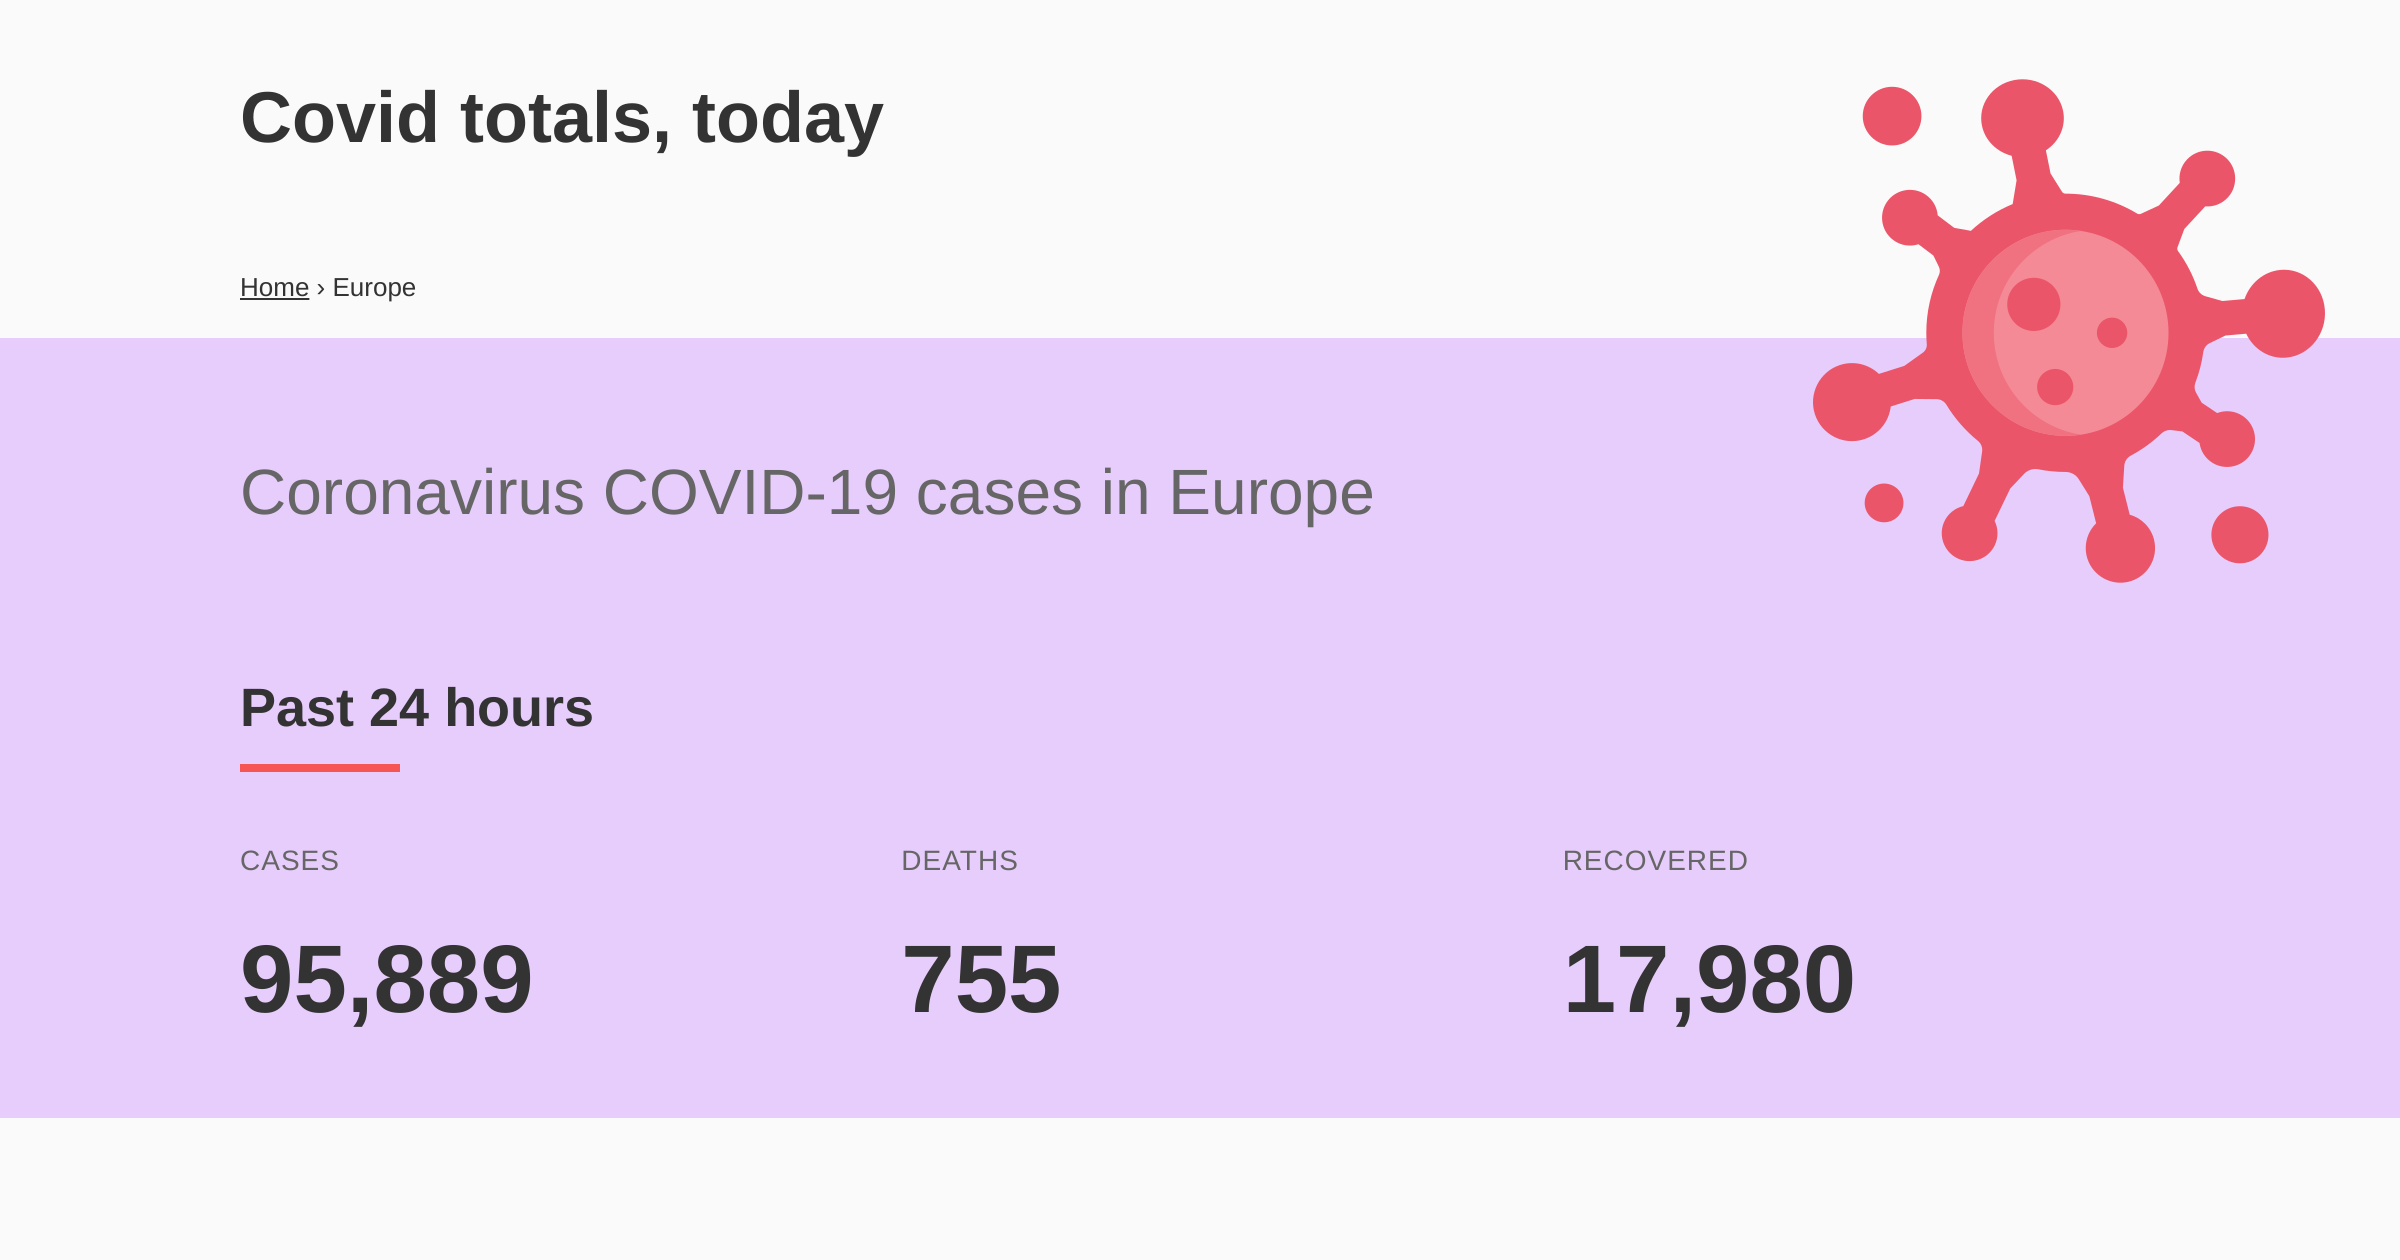 Covid totals, today
Home › Europe
Coronavirus COVID-19 cases in Europe
Past 24 hours
CASES DEATHS RECOVERED
95,889 755 17,980